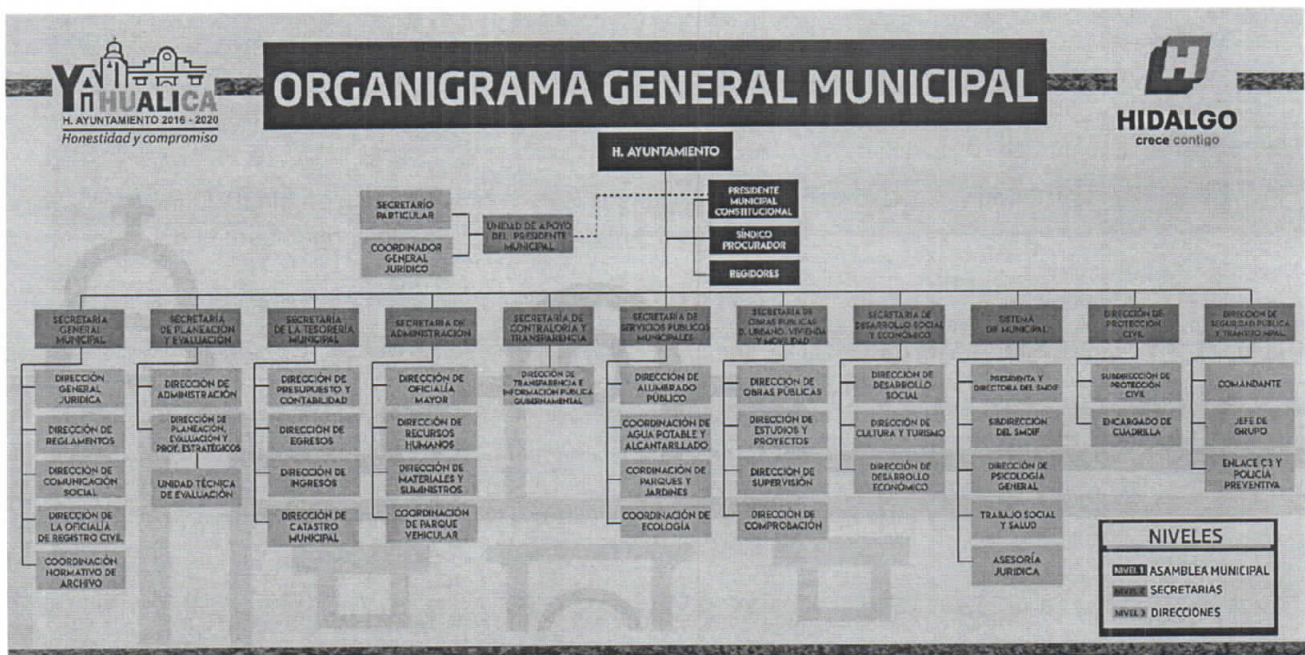 YAHUALICA
H. AYUNTAMIENTO 2016 - 2020
Honestidad y compromiso
ORGANIGRAMA GENERAL MUNICIPAL
H
HIDALGO
crece contigo
H. AYUNTAMIENTO
SECRETARÍO
PARTICULAR
COORDINADOR
GENERAL
JURÍDICO
UNIDAD DE APOYO
DEL PRESIDENTE
MUNICIPAL
PRESIDENTE
MUNICIPAL
CONSTITUCIONAL
SÍNDICO
PROCURADOR
REGIDORES
SECRETARÍA
GENERAL
MUNICIPAL
DIRECCIÓN
GENERAL
JURIDICA
DIRECCIÓN DE
REGLAMENTOS
DIRECCIÓN DE
COMUNICACIÓN
SOCIAL
DIRECCIÓN DE
LA OFICIALÍA
DE REGISTRO CIVIL
COORDINACIÓN
NORMATIVO DE
ARCHIVO
SECRETARÍA
DE PLANEACIÓN
Y EVALUACIÓN
DIRECCIÓN DE
ADMINISTRACIÓN
DIRECCIÓN DE
PLANEACIÓN,
EVALUACIÓN Y
PROY. ESTRATÉGICOS
UNIDAD TÉCNICA
DE EVALUACIÓN
SECRETARÍA
DE LA TESORERÍA
MUNICIPAL
DIRECCIÓN DE
PRESUPUESTO Y
CONTABILIDAD
DIRECCIÓN DE
EGRESOS
DIRECCIÓN DE
INGRESOS
DIRECCIÓN DE
CATASTRO
MUNICIPAL
SECRETARÍA DE
ADMINISTRACIÓN
DIRECCIÓN DE
OFICIALÍA
MAYOR
DIRECCIÓN DE
RECURSOS
HUMANOS
DIRECCIÓN DE
MATERIALES Y
SUMINISTROS
COORDINACIÓN
DE PARQUE
VEHICULAR
SECRETARÍA DE
CONTRALORÍA Y
TRANSPARENCIA
DIRECCIÓN DE
TRANSPARENCIA E
INFORMACIÓN PUBLICA
GUBERNAMENTAL
SECRETARÍA DE
SERVICIOS PÚBLICOS
MUNICIPALES
DIRECCIÓN DE
ALUMBRADO
PÚBLICO
COORDINACIÓN DE
AGUA POTABLE Y
ALCANTARILLADO
CORDINACIÓN DE
PARQUES Y
JARDINES
COORDINACIÓN DE
ECOLOGÍA
SECRETARÍA DE
OBRAS PÚBLICAS
D. URBANO, VIVIENDA
Y MOVILIDAD
DIRECCIÓN DE
OBRAS PÚBLICAS
DIRECCIÓN DE
ESTUDIOS Y
PROYECTOS
DIRECCIÓN DE
SUPERVISIÓN
DIRECCIÓN DE
COMPROBACIÓN
SECRETARÍA DE
DESARROLLO SOCIAL
Y ECONÓMICO
DIRECCIÓN DE
DESARROLLO
SOCIAL
DIRECCIÓN DE
CULTURA Y TURISMO
DIRECCIÓN DE
DESARROLLO
ECONÓMICO
SISTEMA
DIF MUNICIPAL
PRESIDENTA Y
DIRECTORA DEL SMDIF
SUBDIRECCIÓN
DEL SMDIF
DIRECCIÓN DE
PSICOLOGÍA
GENERAL
TRABAJO SOCIAL
Y SALUD
ASESORÍA
JURIDICA
DIRECCIÓN DE
PROTECCIÓN
CIVIL
SUBDIRECCIÓN DE
PROTECCIÓN
CIVIL
ENCARGADO DE
CUADRILLA
DIRECCIÓN DE
SEGURIDAD PÚBLICA
Y TRANSITO MPAL.
COMANDANTE
JEFE DE
GRUPO
ENLACE C3 Y
POLICÍA
PREVENTIVA
NIVELES
NIVEL 1 ASAMBLEA MUNICIPAL
NIVEL 2 SECRETARIAS
NIVEL 3 DIRECCIONES